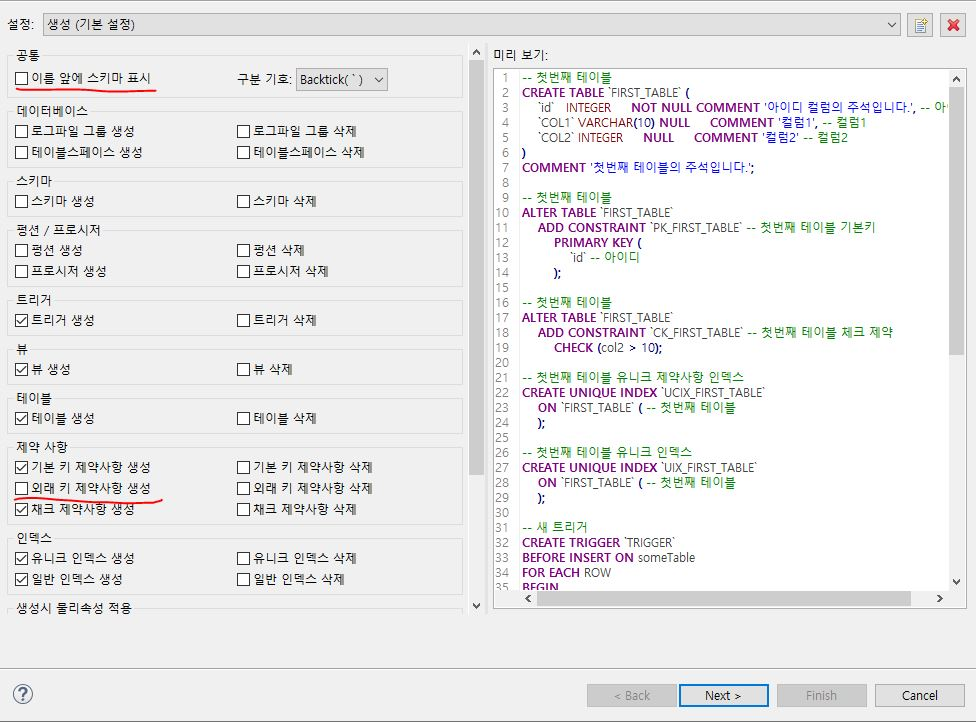 설정: 생성 (기본 설정)
공통
이름 앞에 스키마 표시 구분 기호: Backtick( ` )
데이터베이스
로그파일 그룹 생성 로그파일 그룹 삭제
테이블스페이스 생성 테이블스페이스 삭제
스키마
스키마 생성 스키마 삭제
펑션 / 프로시저
펑션 생성 펑션 삭제
프로시저 생성 프로시저 삭제
트리거
트리거 생성 트리거 삭제
뷰
뷰 생성 뷰 삭제
테이블
테이블 생성 테이블 삭제
제약 사항
기본 키 제약사항 생성 기본 키 제약사항 삭제
외래 키 제약사항 생성 외래 키 제약사항 삭제
채크 제약사항 생성 채크 제약사항 삭제
인덱스
유니크 인덱스 생성 유니크 인덱스 삭제
일반 인덱스 생성 일반 인덱스 삭제
생성시 물리속성 적용
미리 보기:
1 -- 첫번째 테이블
2 CREATE TABLE `FIRST_TABLE` (
3 `id` INTEGER NOT NULL COMMENT '아이디 컬럼의 주석입니다.', -- 아
4 `COL1` VARCHAR(10) NULL COMMENT '컬럼1', -- 컬럼1
5 `COL2` INTEGER NULL COMMENT '컬럼2' -- 컬럼2
6 )
7 COMMENT '첫번째 테이블의 주석입니다.';
8
9 -- 첫번째 테이블
10 ALTER TABLE `FIRST_TABLE`
11 ADD CONSTRAINT `PK_FIRST_TABLE` -- 첫번째 테이블 기본키
12 PRIMARY KEY (
13 `id` -- 아이디
14 );
15
16 -- 첫번째 테이블
17 ALTER TABLE `FIRST_TABLE`
18 ADD CONSTRAINT `CK_FIRST_TABLE` -- 첫번째 테이블 체크 제약
19 CHECK (col2 > 10);
20
21 -- 첫번째 테이블 유니크 제약사항 인덱스
22 CREATE UNIQUE INDEX `UCIX_FIRST_TABLE`
23 ON `FIRST_TABLE` ( -- 첫번째 테이블
24 );
25
26 -- 첫번째 테이블 유니크 인덱스
27 CREATE UNIQUE INDEX `UIX_FIRST_TABLE`
28 ON `FIRST_TABLE` ( -- 첫번째 테이블
29 );
30
31 -- 새 트리거
32 CREATE TRIGGER `TRIGGER`
33 BEFORE INSERT ON someTable
34 FOR EACH ROW
35 BEGIN
< Back Next > Finish Cancel